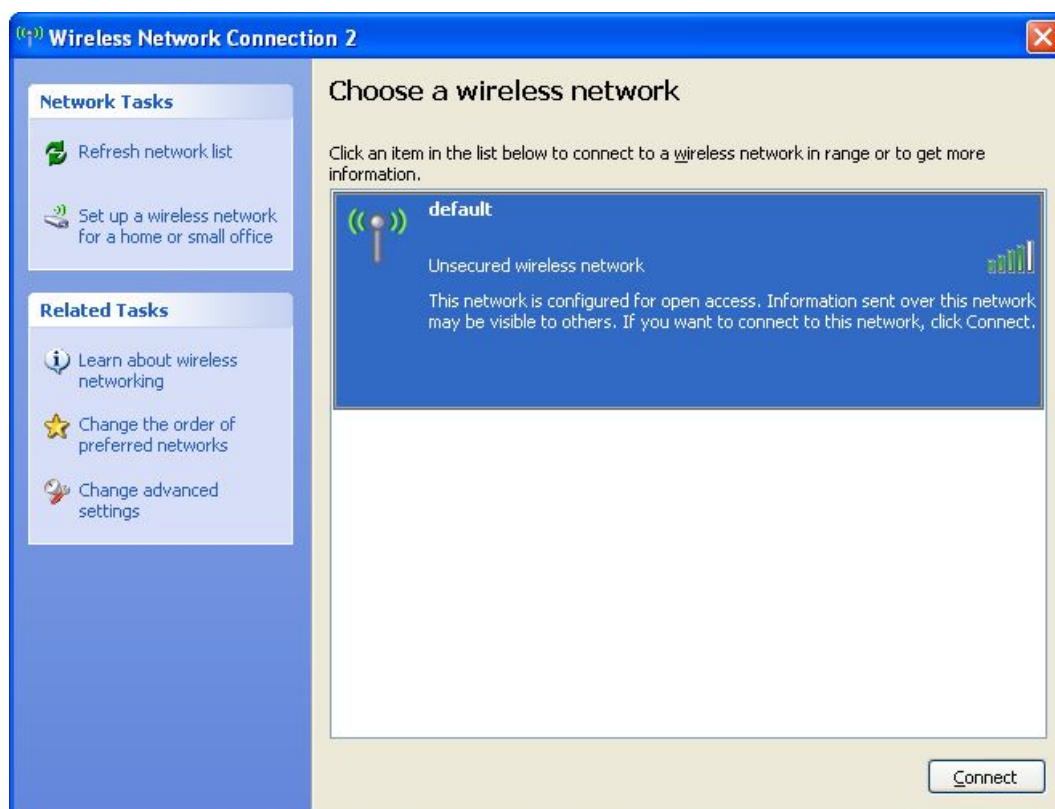 Wireless Network Connection 2
Network Tasks
Refresh network list
Set up a wireless network
for a home or small office
Related Tasks
Learn about wireless
networking
Change the order of
preferred networks
Change advanced
settings
Choose a wireless network
Click an item in the list below to connect to a wireless network in range or to get more
information.
default
Unsecured wireless network
This network is configured for open access. Information sent over this network
may be visible to others. If you want to connect to this network, click Connect.
Connect